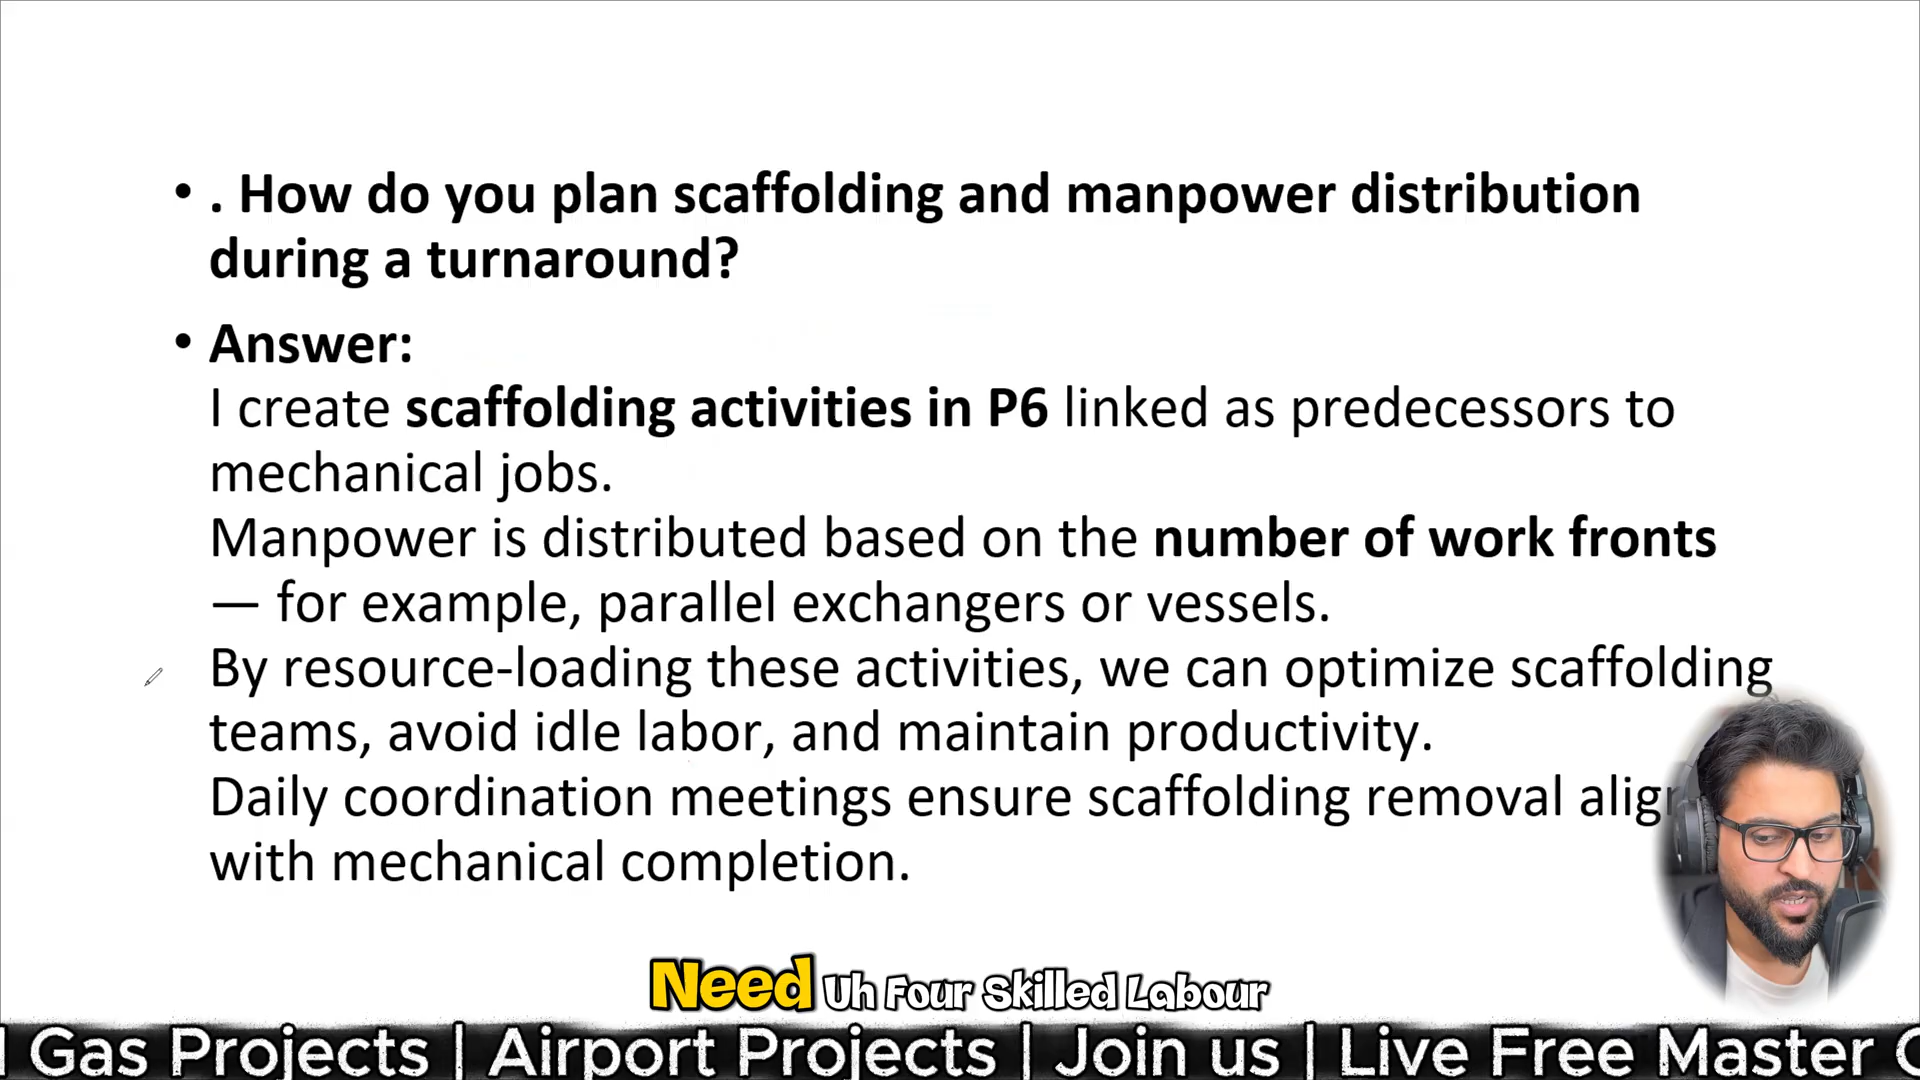 • . How do you plan scaffolding and manpower distribution
during a turnaround?
• Answer:
I create scaffolding activities in P6 linked as predecessors to
mechanical jobs.
Manpower is distributed based on the number of work fronts
— for example, parallel exchangers or vessels.
By resource-loading these activities, we can optimize scaffolding
teams, avoid idle labor, and maintain productivity.
Daily coordination meetings ensure scaffolding removal
with mechanical completion.
Need Uh Four Skilled Labour
Gas Projects | Airport Projects | Join us | Live Free Master